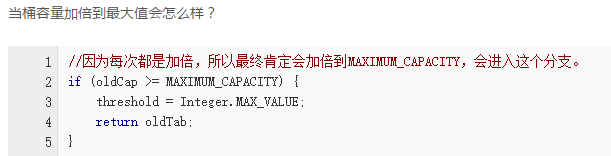 当桶容量加倍到最大值会怎么样？
1 //因为每次都是加倍，所以最终肯定会加倍到MAXIMUM_CAPACITY，会进入这个分支。
2 if (oldCap >= MAXIMUM_CAPACITY) {
3     threshold = Integer.MAX_VALUE;
4     return oldTab;
5 }